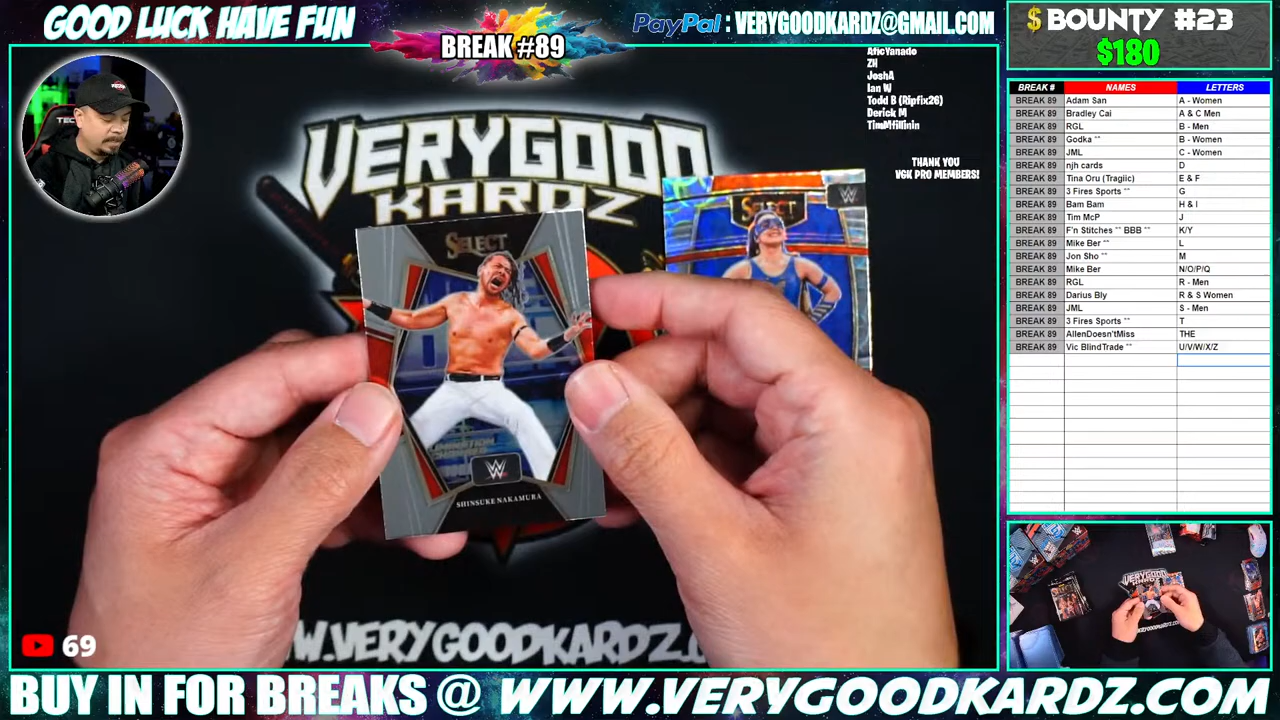 GOOD LUCK HAVE FUN
BREAK #89
PayPal : VERYGOODKARDZ@GMAIL.COM
$ BOUNTY #23
$180
AficYanado
ZH
JoshA
Ian W
Todd B (Ripfix26)
Derick M
TimMfillinin
THANK YOU
VGK PRO MEMBERS!
VERYGOOD
KARDZ
SELECT
SELECT
SHINSUKE NAKAMURA
WWW.VERYGOODKARDZ.C
69
BREAK # NAMES LETTERS
BREAK 89 Adam San A - Women
BREAK 89 Bradley Cai A & C Men
BREAK 89 RGL B - Men
BREAK 89 Godka ** B - Women
BREAK 89 JML C - Women
BREAK 89 njh cards D
BREAK 89 Tina Oru (Tragiic) E & F
BREAK 89 3 Fires Sports ** G
BREAK 89 Bam Bam H & I
BREAK 89 Tim McP J
BREAK 89 F'n Stitches ** BBB ** K/Y
BREAK 89 Mike Ber ** L
BREAK 89 Jon Sho ** M
BREAK 89 Mike Ber N/O/P/Q
BREAK 89 RGL R - Men
BREAK 89 Darius Bly R & S Women
BREAK 89 JML S - Men
BREAK 89 3 Fires Sports ** T
BREAK 89 AllenDoesn'tMiss THE
BREAK 89 Vic BlindTrade ** U/V/W/X/Z
BUY IN FOR BREAKS @ WWW.VERYGOODKARDZ.COM